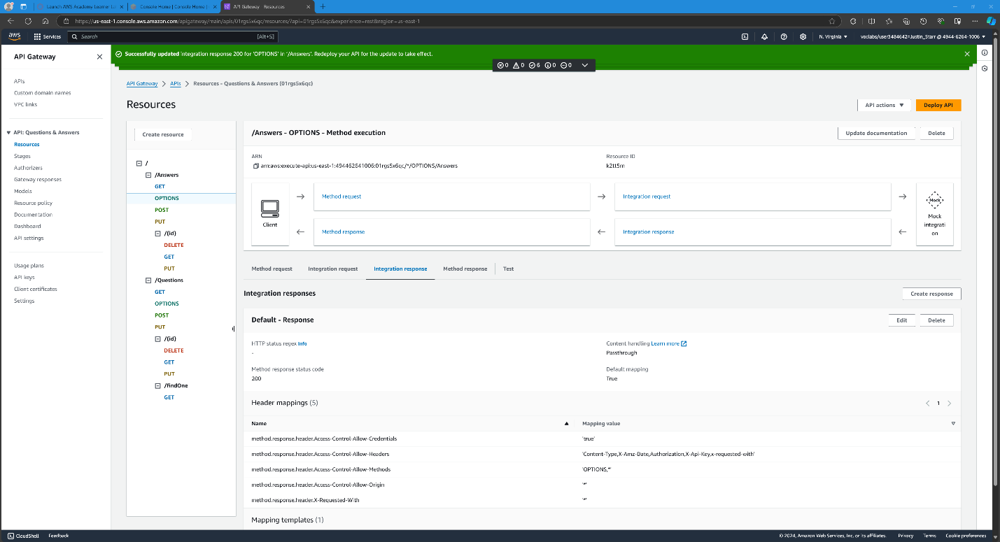 Launch AWS Academy Learner La
Console Home | Console Home |
API Gateway - Resources
https://us-east-1.console.aws.amazon.com/apigateway/main/apis/01rgs5x6qc/resources/?api=01rgs5x6qc&experience=rest&region=us-east-1
aws
Services
Search
[Alt+S]
N. Virginia
voclabs/user3484642=Justin_Starr @ 4944-6264-1006
API Gateway
Successfully updated integration response 200 for 'OPTIONS' in '/Answers'. Redeploy your API for the update to take effect.
0 0 6 0 0
APIs
Custom domain names
VPC links
API: Questions & Answers
Resources
Stages
Authorizers
Gateway responses
Models
Resource policy
Documentation
Dashboard
API settings
Usage plans
API keys
Client certificates
Settings
API Gateway
APIs
Resources - Questions & Answers (01rgs5x6qc)
Resources
API actions
Deploy API
Create resource
/
/Answers
GET
OPTIONS
POST
PUT
/{id}
DELETE
GET
PUT
/Questions
GET
OPTIONS
POST
PUT
/{id}
DELETE
GET
PUT
/findOne
GET
/Answers - OPTIONS - Method execution
Update documentation
Delete
ARN
arn:aws:execute-api:us-east-1:494462641006:01rgs5x6qc/*/OPTIONS/Answers
Resource ID
k2tt5m
Client
Method request
Integration request
Method response
Integration response
Mock
Mock
integrati
on
Method request
Integration request
Integration response
Method response
Test
Integration responses
Create response
Default - Response
Edit
Delete
HTTP status regex Info
-
Content handling Learn more
Passthrough
Method response status code
200
Default mapping
True
Header mappings (5)
1
Name
Mapping value
method.response.header.Access-Control-Allow-Credentials
'true'
method.response.header.Access-Control-Allow-Headers
'Content-Type,X-Amz-Date,Authorization,X-Api-Key,x-requested-with'
method.response.header.Access-Control-Allow-Methods
'OPTIONS,*'
method.response.header.Access-Control-Allow-Origin
'*'
method.response.header.X-Requested-With
'*'
Mapping templates (1)
CloudShell
Feedback
© 2024, Amazon Web Services, Inc. or its affiliates.
Privacy
Terms
Cookie preferences